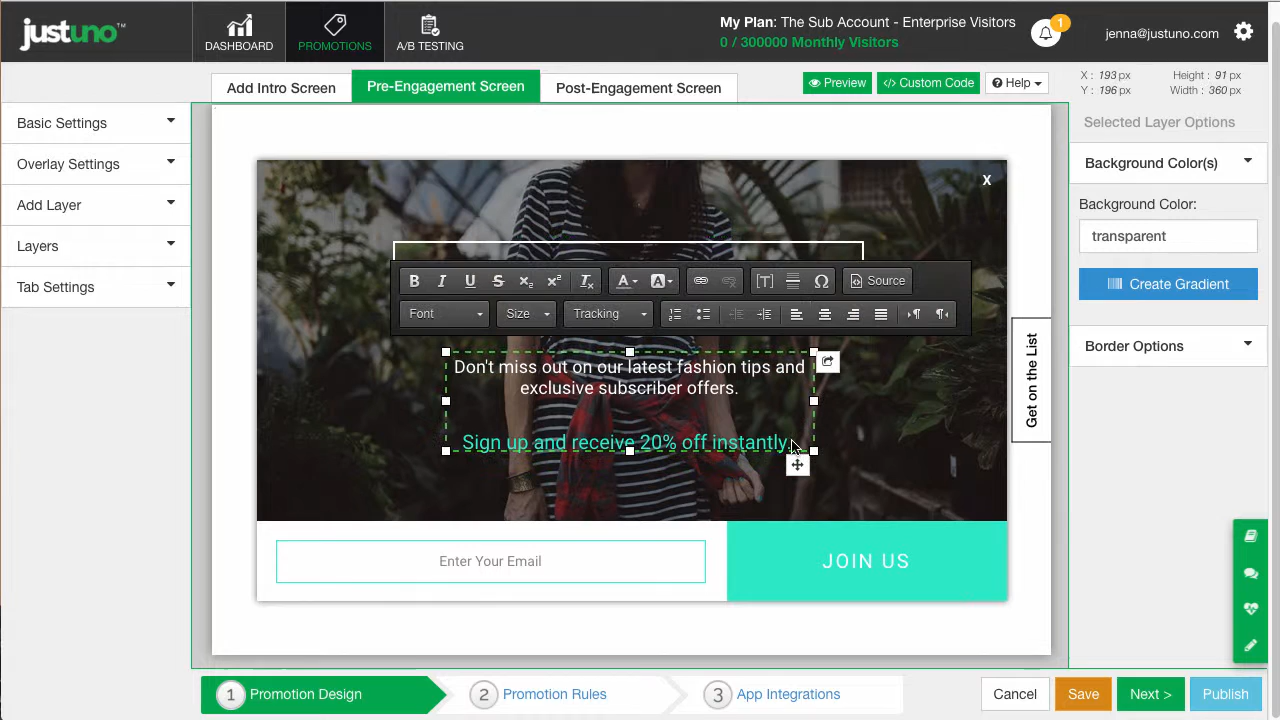 justuno™
DASHBOARD
PROMOTIONS
A/B TESTING
My Plan: The Sub Account - Enterprise Visitors
0 / 300000 Monthly Visitors
1
jenna@justuno.com
Add Intro Screen
Pre-Engagement Screen
Post-Engagement Screen
Preview
</> Custom Code
Help
X : 193 px
Height : 91 px
Y : 196 px
Width : 360 px
Basic Settings
Overlay Settings
Add Layer
Layers
Tab Settings
Selected Layer Options
Background Color(s)
Background Color:
transparent
Create Gradient
Border Options
X
B I U S x₂ x² Tx A A [T] Ω Source
Font
Size
Tracking
Don't miss out on our latest fashion tips and
exclusive subscriber offers.
Sign up and receive 20% off instantly.
Get on the List
Enter Your Email
JOIN US
1 Promotion Design
2 Promotion Rules
3 App Integrations
Cancel
Save
Next >
Publish